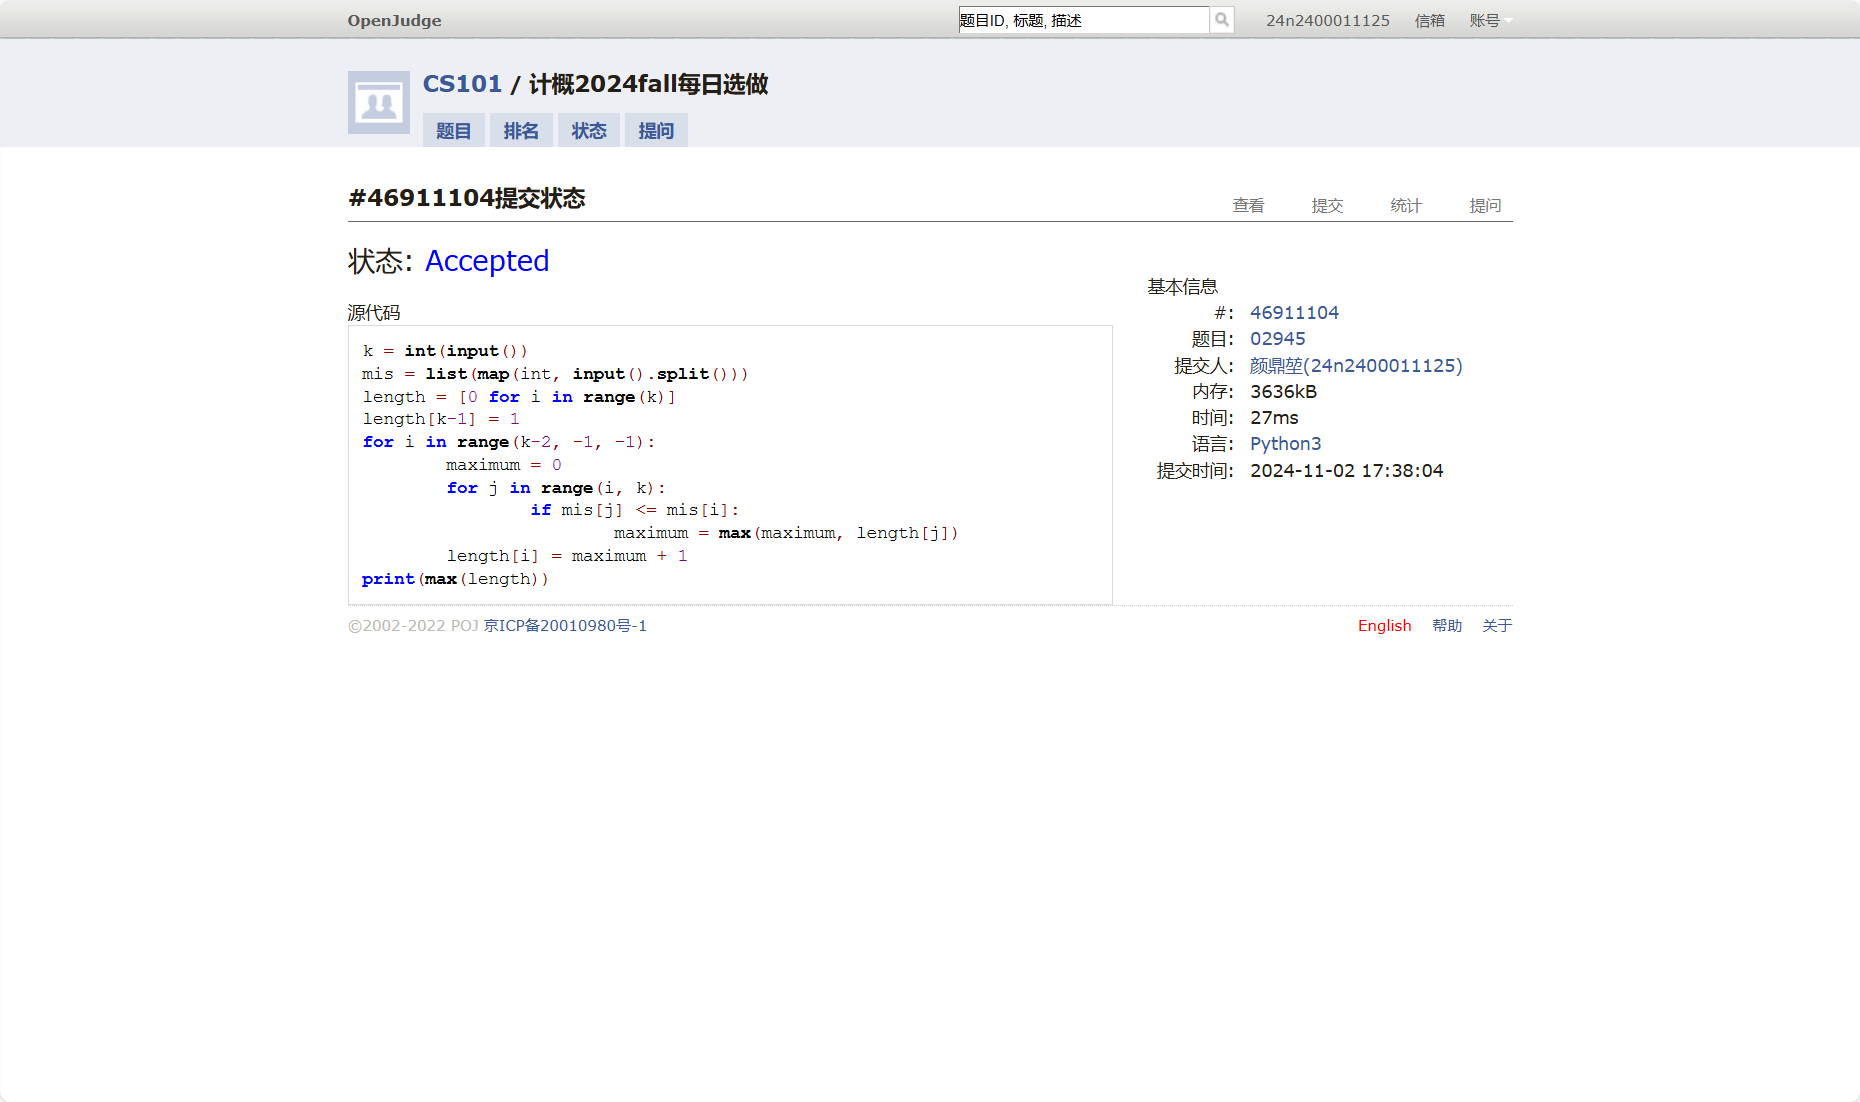 OpenJudge
题目ID, 标题, 描述
24n2400011125 信箱 账号
CS101 / 计概2024fall每日选做
题目 排名 状态 提问
#46911104提交状态
查看 提交 统计 提问
状态: Accepted
源代码
k = int(input())
mis = list(map(int, input().split()))
length = [0 for i in range(k)]
length[k-1] = 1
for i in range(k-2, -1, -1):
        maximum = 0
        for j in range(i, k):
                if mis[j] <= mis[i]:
                        maximum = max(maximum, length[j])
        length[i] = maximum + 1
print(max(length))
基本信息
#: 46911104
题目: 02945
提交人: 颜鼎堃(24n2400011125)
内存: 3636kB
时间: 27ms
语言: Python3
提交时间: 2024-11-02 17:38:04
©2002-2022 POJ 京ICP备20010980号-1
English 帮助 关于